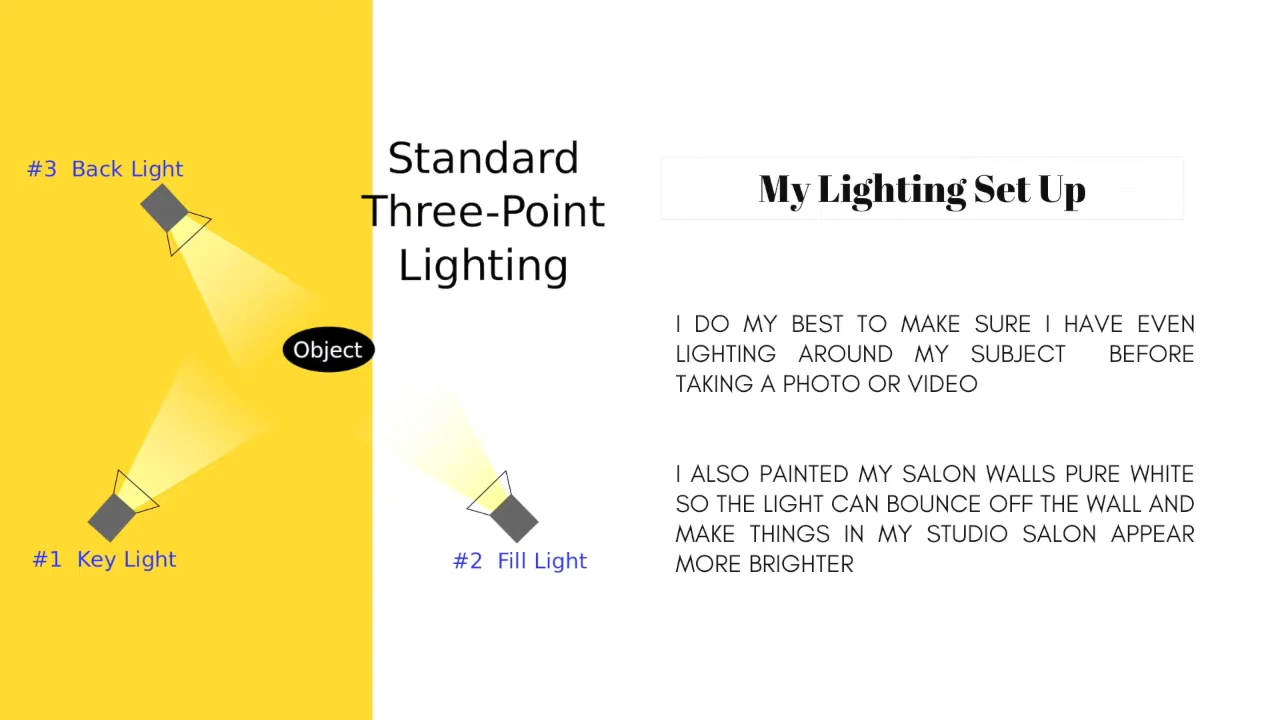 #3 Back Light
Standard
Three-Point
Lighting
Object
#1 Key Light
#2 Fill Light
My Lighting Set Up
I DO MY BEST TO MAKE SURE I HAVE EVEN
LIGHTING AROUND MY SUBJECT BEFORE
TAKING A PHOTO OR VIDEO
I ALSO PAINTED MY SALON WALLS PURE WHITE
SO THE LIGHT CAN BOUNCE OFF THE WALL AND
MAKE THINGS IN MY STUDIO SALON APPEAR
MORE BRIGHTER